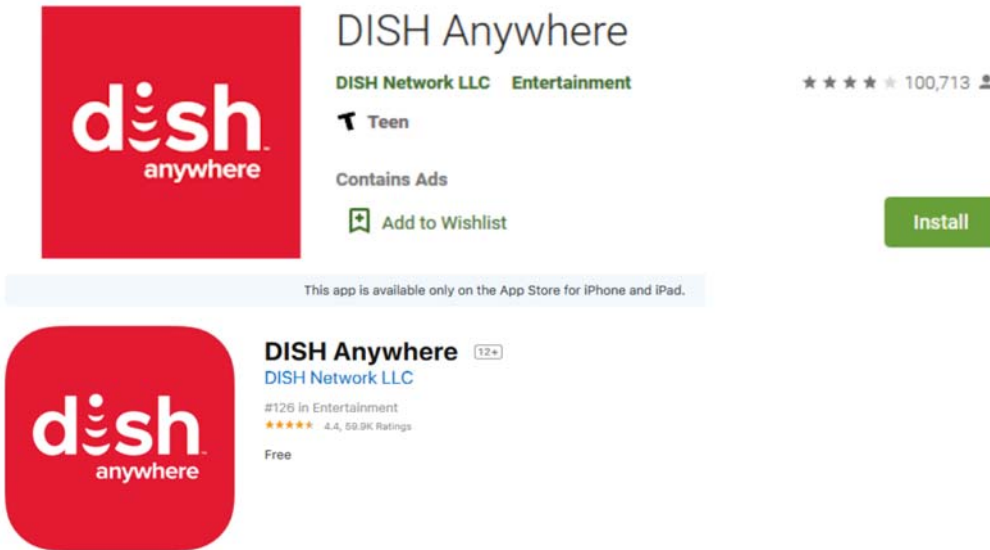 DISH Anywhere
dish
anywhere
DISH Network LLC Entertainment
100,713
T Teen
Contains Ads
Add to Wishlist
Install
This app is available only on the App Store for iPhone and iPad.
dish
anywhere
DISH Anywhere 12+
DISH Network LLC
#126 in Entertainment
4.4, 59.9K Ratings
Free